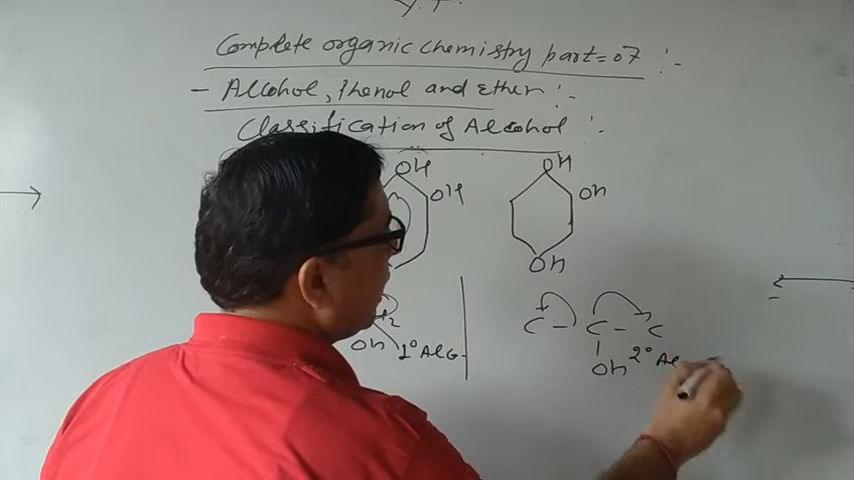 Complete organic chemistry part=07 :-
- Alcohol, Phenol and Ether :-
Classification of Alcohol :
OH OH
OH OH
OH
C - C - C
OH 2° Al
OH 1° Alco.